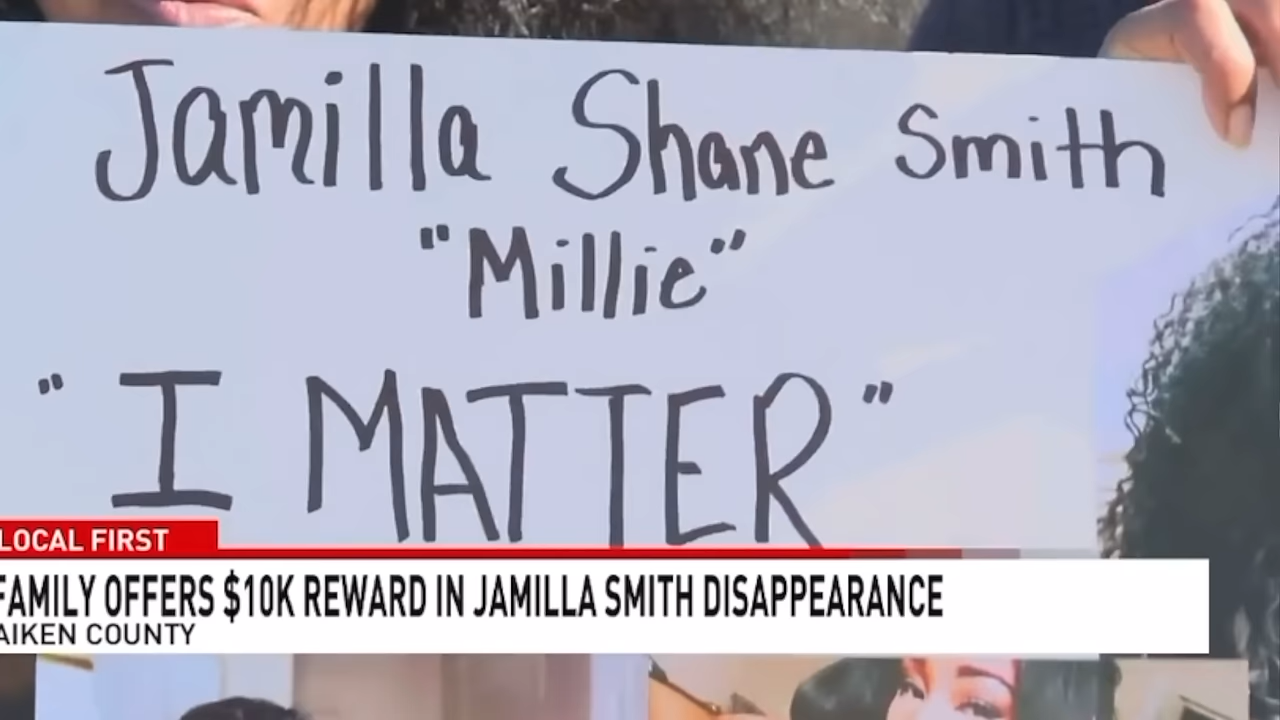 Jamilla Shane Smith
"Millie"
"I MATTER"
LOCAL FIRST
FAMILY OFFERS $10K REWARD IN JAMILLA SMITH DISAPPEARANCE
AIKEN COUNTY